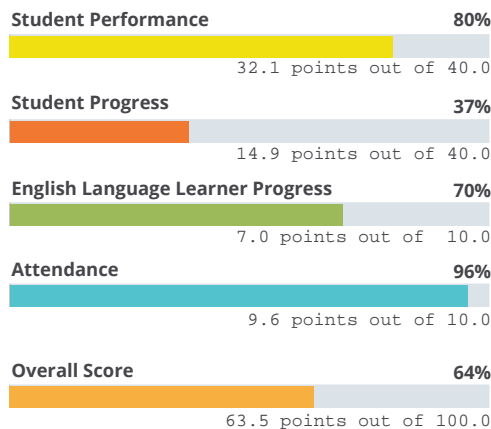 Student Performance 80%
32.1 points out of 40.0
Student Progress 37%
14.9 points out of 40.0
English Language Learner Progress 70%
7.0 points out of 10.0
Attendance 96%
9.6 points out of 10.0
Overall Score 64%
63.5 points out of 100.0